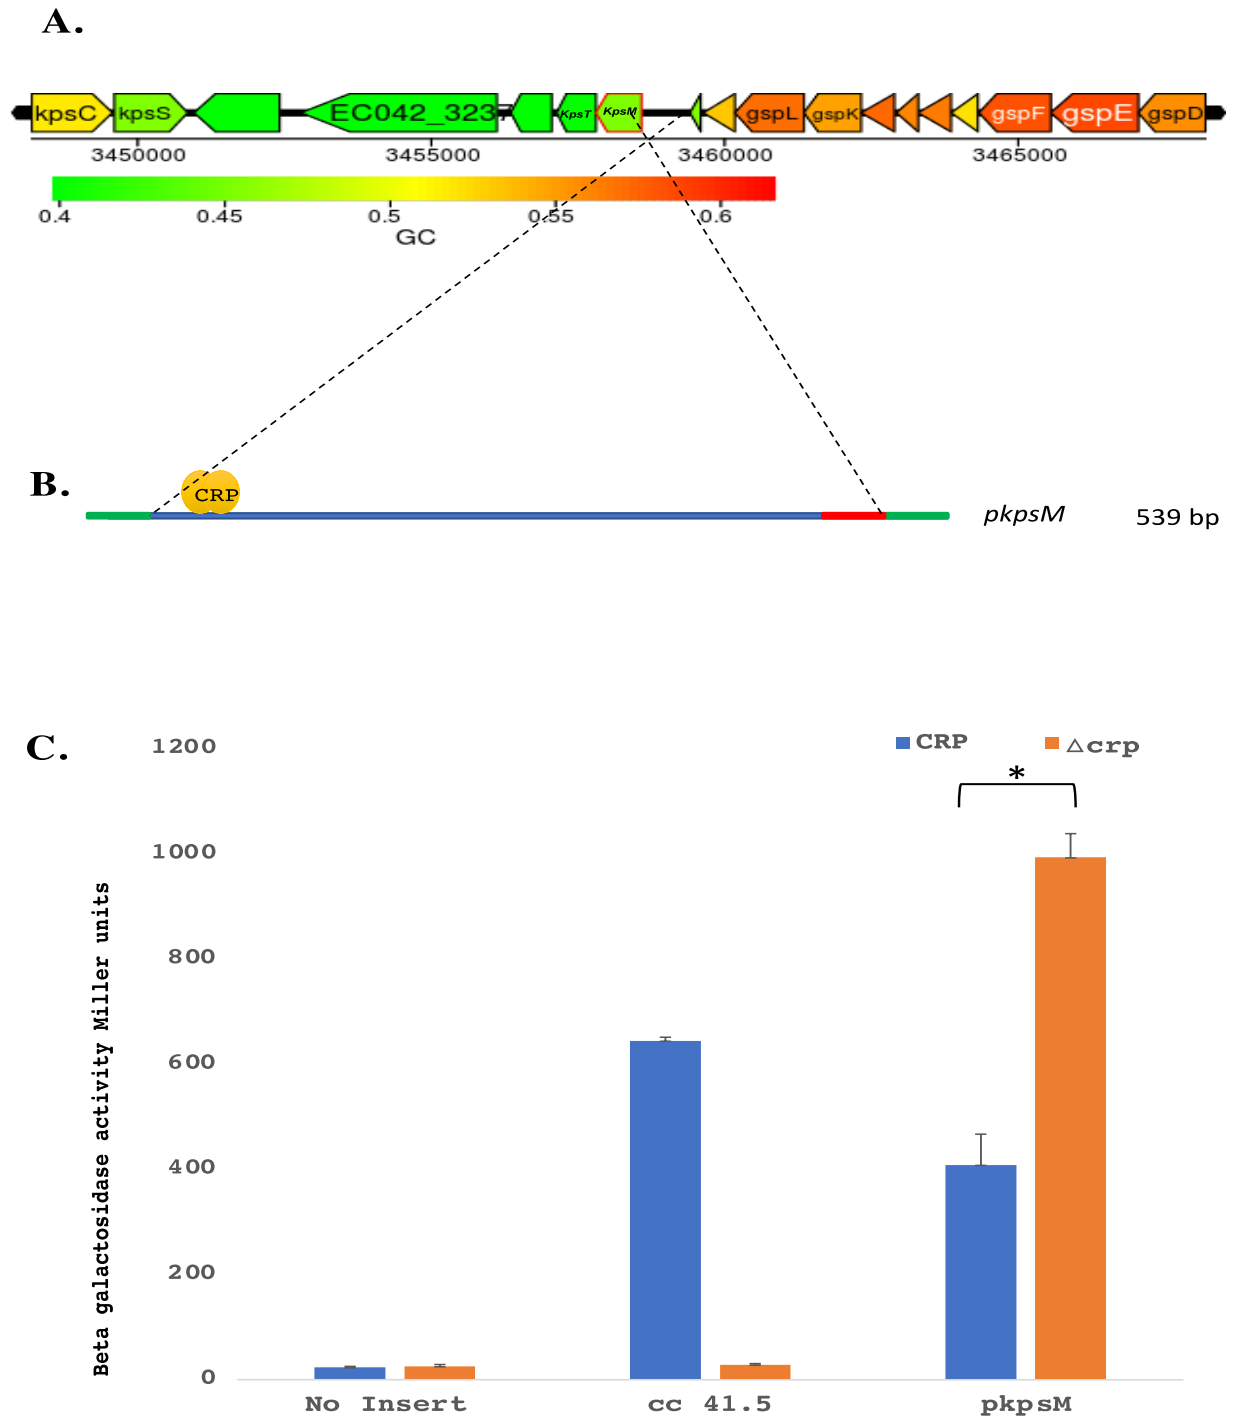 A.
kpsC kpsS EC042_323 KpsT KpsM gspL gspK gspF gspE gspD
3450000 3455000 3460000 3465000
0.4 0.45 0.5 0.55 0.6
GC
B.
CRP
pkpsM 539 bp
C.
CRP △crp
*
Beta galactosidase activity Miller units
1200
1000
800
600
400
200
0
No Insert cc 41.5 pkpsM